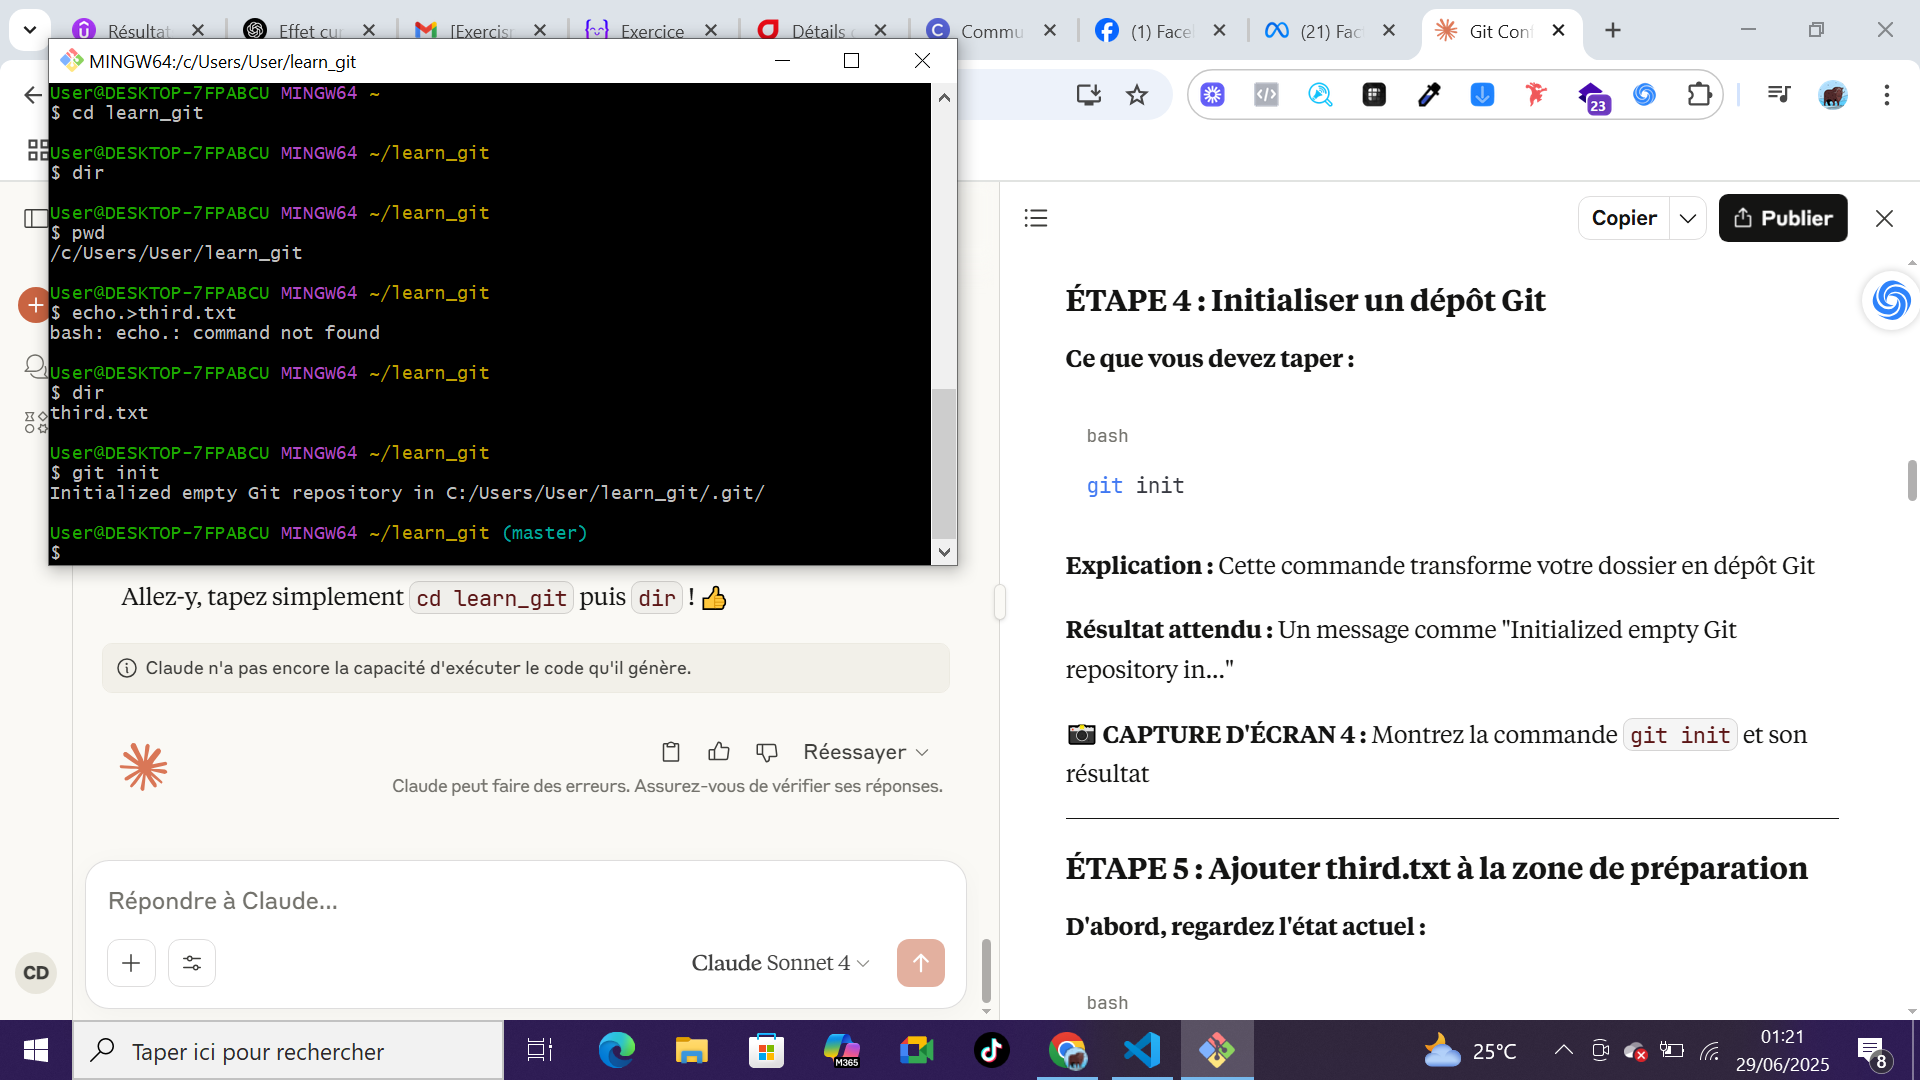 Résultat
Effet cu
[Exercis
Exercice
Détails
Commu
(1) Face
(21) Fac
Git Con
MINGW64:/c/Users/User/learn_git
User@DESKTOP-7FPABCU MINGW64 ~
$ cd learn_git
User@DESKTOP-7FPABCU MINGW64 ~/learn_git
$ dir
User@DESKTOP-7FPABCU MINGW64 ~/learn_git
$ pwd
/c/Users/User/learn_git
User@DESKTOP-7FPABCU MINGW64 ~/learn_git
$ echo.>third.txt
bash: echo.: command not found
User@DESKTOP-7FPABCU MINGW64 ~/learn_git
$ dir
third.txt
User@DESKTOP-7FPABCU MINGW64 ~/learn_git
$ git init
Initialized empty Git repository in C:/Users/User/learn_git/.git/
User@DESKTOP-7FPABCU MINGW64 ~/learn_git (master)
$
23
Allez-y, tapez simplement cd learn_git puis dir ! 👍
Claude n'a pas encore la capacité d'exécuter le code qu'il génère.
Réessayer
Claude peut faire des erreurs. Assurez-vous de vérifier ses réponses.
Répondre à Claude...
Claude Sonnet 4
CD
Copier
Publier
ÉTAPE 4 : Initialiser un dépôt Git
Ce que vous devez taper :
bash
git init
Explication : Cette commande transforme votre dossier en dépôt Git
Résultat attendu : Un message comme "Initialized empty Git
repository in..."
📸 CAPTURE D'ÉCRAN 4 : Montrez la commande git init et son
résultat
ÉTAPE 5 : Ajouter third.txt à la zone de préparation
D'abord, regardez l'état actuel :
bash
Taper ici pour rechercher
M365
25°C
01:21
29/06/2025
8